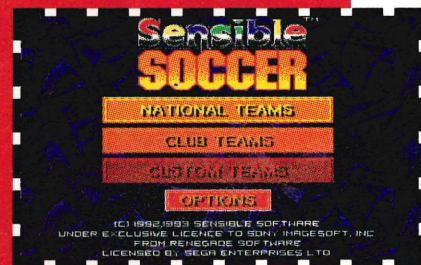 Sensible™
SOCCER
NATIONAL TEAMS
CLUB TEAMS
CUSTOM TEAMS
OPTIONS
(C) 1992,1993 SENSIBLE SOFTWARE
UNDER EXCLUSIVE LICENCE TO SONY IMAGESOFT, INC
FROM RENEGADE SOFTWARE
LICENSED BY SEGA ENTERPRISES LTD